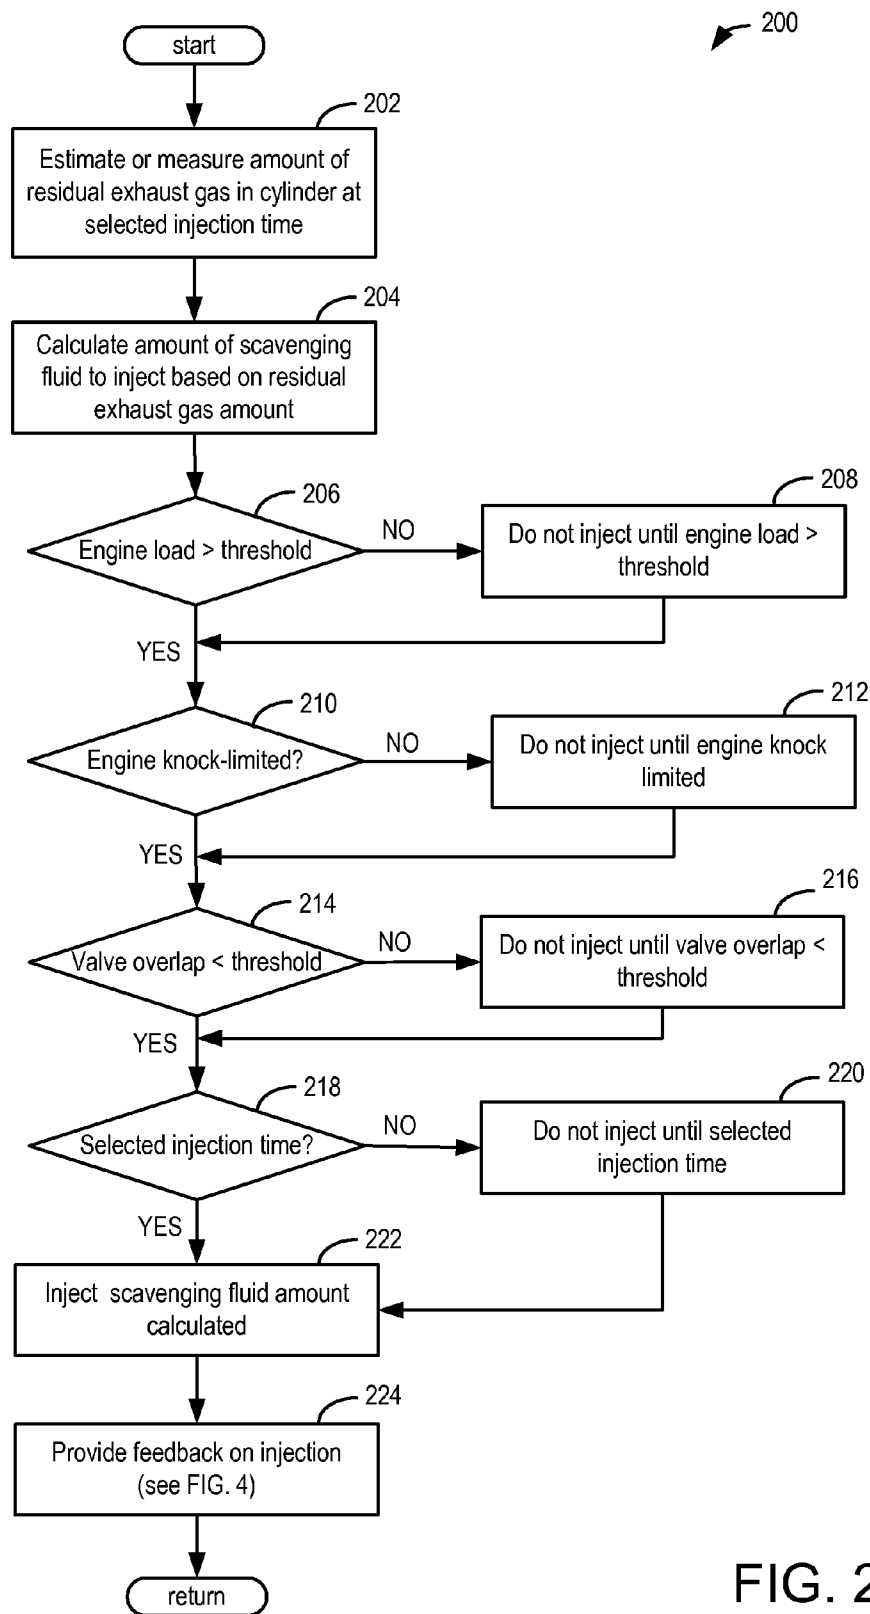 start
200
202
Estimate or measure amount of
residual exhaust gas in cylinder at
selected injection time
204
Calculate amount of scavenging
fluid to inject based on residual
exhaust gas amount
206
Engine load > threshold
NO
208
Do not inject until engine load >
threshold
YES
210
Engine knock-limited?
NO
212
Do not inject until engine knock
limited
YES
214
Valve overlap < threshold
NO
216
Do not inject until valve overlap <
threshold
YES
218
Selected injection time?
NO
220
Do not inject until selected
injection time
YES
222
Inject scavenging fluid amount
calculated
224
Provide feedback on injection
(see FIG. 4)
return
FIG. 2